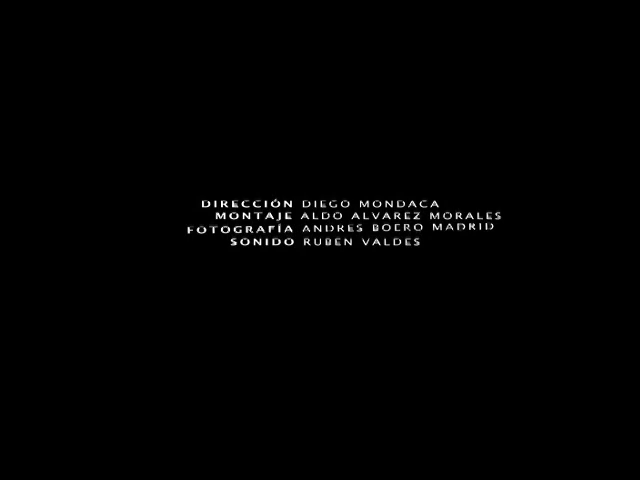 DIRECCIÓN DIEGO MONDACA
MONTAJE ALDO ALVAREZ MORALES
FOTOGRAFÍA ANDRES BOERO MADRID
SONIDO RUBEN VALDES